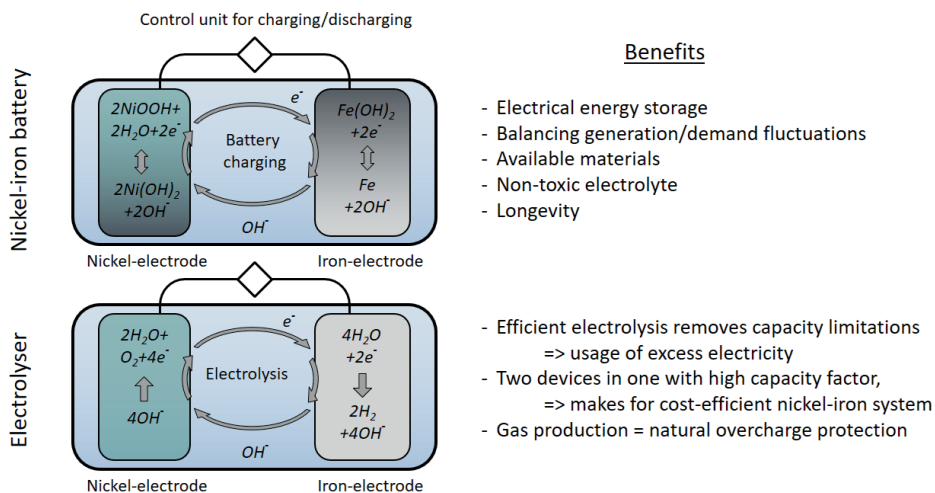 Control unit for charging/discharging
Nickel-iron battery
2NiOOH+
2H₂O+2e⁻
2Ni(OH)₂
+2OH⁻
e⁻
Battery
charging
OH⁻
Fe(OH)₂
+2e⁻
Fe
+2OH⁻
Nickel-electrode
Iron-electrode
Benefits
- Electrical energy storage
- Balancing generation/demand fluctuations
- Available materials
- Non-toxic electrolyte
- Longevity
Electrolyser
2H₂O+
O₂+4e⁻
4OH⁻
e⁻
Electrolysis
OH⁻
4H₂O
+2e⁻
2H₂
+4OH⁻
Nickel-electrode
Iron-electrode
- Efficient electrolysis removes capacity limitations
=> usage of excess electricity
- Two devices in one with high capacity factor,
=> makes for cost-efficient nickel-iron system
- Gas production = natural overcharge protection